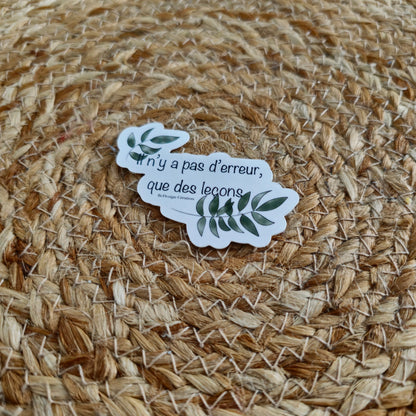 Il n'y a pas d'erreur,
que des leçons